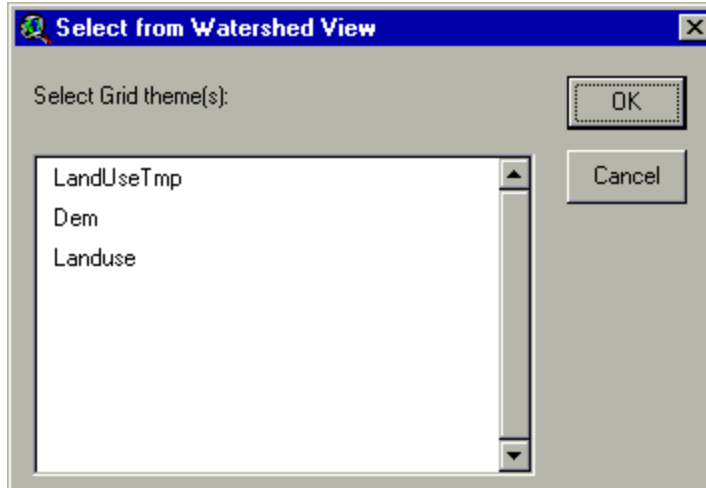 Select from Watershed View
Select Grid theme(s):
OK
Cancel
LandUseTmp
Dem
Landuse